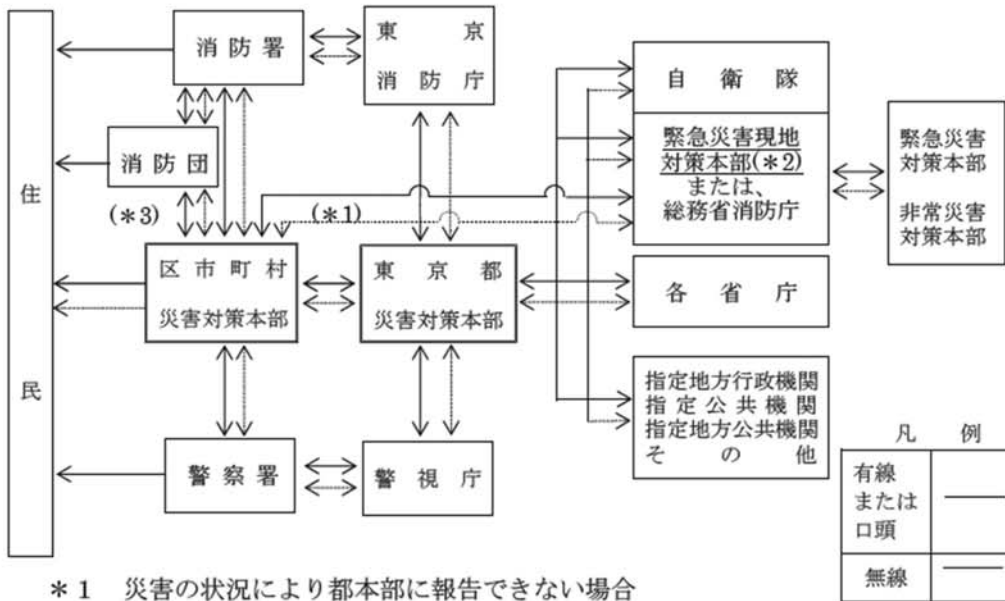 住民
消防署
東京
消防庁
消防団
(*3)
(*1)
自衛隊
緊急災害現地
対策本部(*2)
または、
総務省消防庁
緊急災害
対策本部
非常災害
対策本部
区市町村
災害対策本部
東京都
災害対策本部
各省庁
指定地方行政機関
指定公共機関
指定地方公共機関
その他
警察署
警視庁
凡例
有線
または
口頭
無線
*1 災害の状況により都本部に報告できない場合